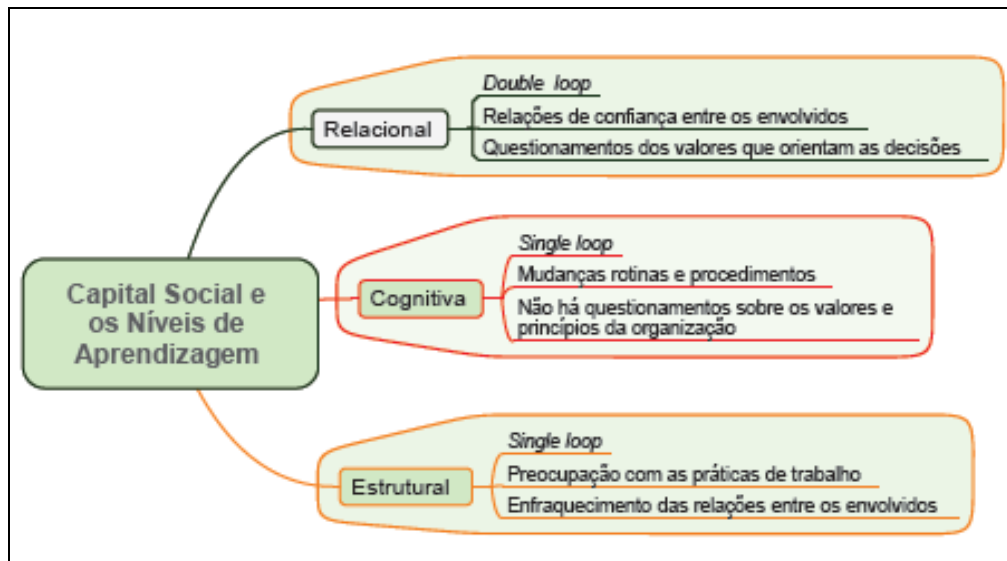 Double loop
Relacional
Relações de confiança entre os envolvidos
Questionamentos dos valores que orientam as decisões
Capital Social e
os Níveis de
Aprendizagem
Single loop
Cognitiva
Mudanças rotinas e procedimentos
Não há questionamentos sobre os valores e
princípios da organização
Single loop
Estrutural
Preocupação com as práticas de trabalho
Enfraquecimento das relações entre os envolvidos